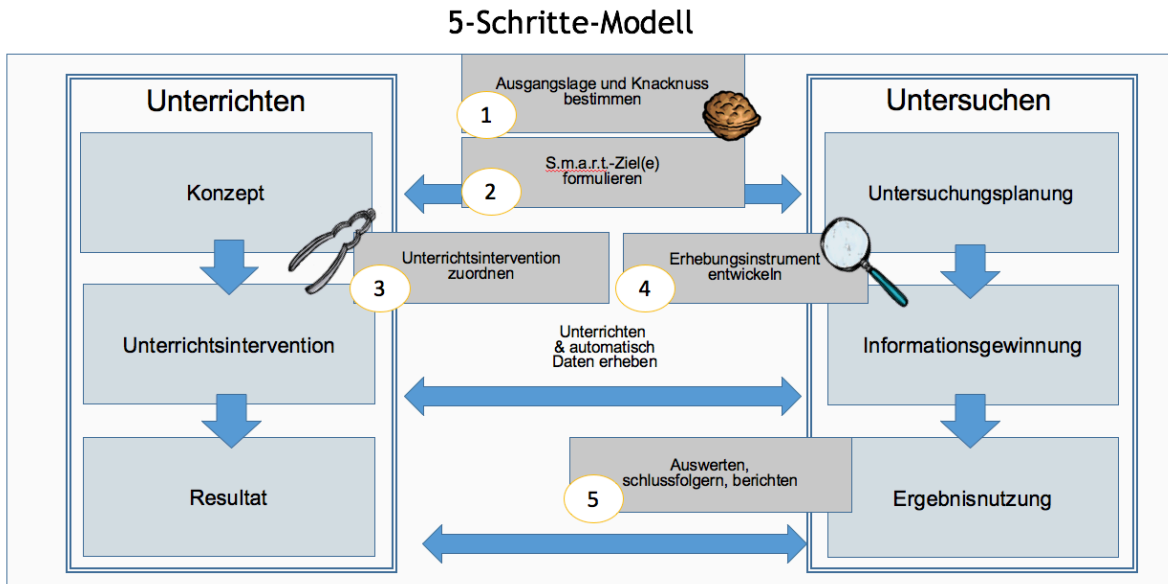 5-Schritte-Modell
Unterrichten
Ausgangslage und Knacknuss
bestimmen
1
Untersuchen
S.m.a.r.t.-Ziel(e)
formulieren
2
Konzept
Untersuchungsplanung
Unterrichtsintervention
zuordnen
3
Erhebungsinstrument
entwickeln
4
Unterrichtsintervention
Unterrichten
& automatisch
Daten erheben
Informationsgewinnung
Resultat
Auswerten,
schlussfolgern, berichten
5
Ergebnisnutzung